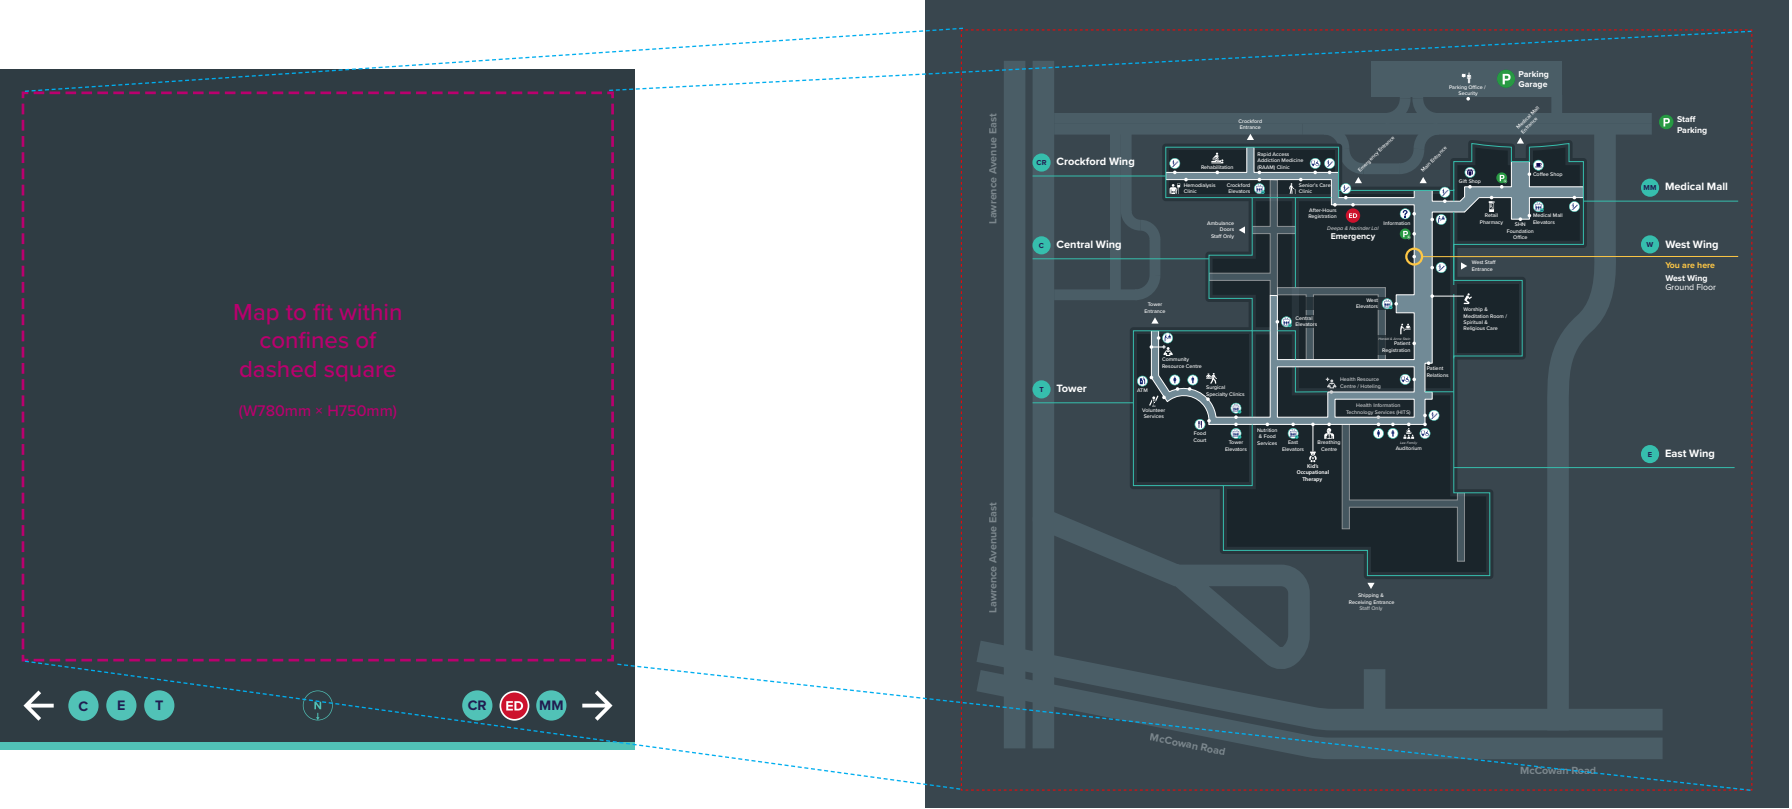 Map to fit within
confines of
dashed square
(W780mm × H750mm)
C
E
T
N
CR
ED
MM
Lawrence Avenue East
Lawrence Avenue East
Parking Office /
Security
P
Parking
Garage
P
Staff
Parking
Crockford
Entrance
Emergency Entrance
Main Entrance
Medical Mall
Entrance
CR
Crockford Wing
Rehabilitation
Rapid Access
Addiction Medicine
(RAAM) Clinic
Hemodialysis
Clinic
Crockford
Elevators
Senior's Care
Clinic
Gift Shop
P
Coffee Shop
MM
Medical Mall
Ambulance
Doors
Staff Only
After-Hours
Registration
ED
Deepa & Narinder Lal
Emergency
?
Information
P
Retail
Pharmacy
SHN
Foundation
Office
Medical Mall
Elevators
C
Central Wing
W
West Wing
You are here
West Wing
Ground Floor
West Staff
Entrance
Tower
Entrance
West
Elevators
Central
Elevators
Worship &
Meditation Room /
Spiritual &
Religious Care
Patient
Registration
Community
Resource Centre
Patient
Relations
T
Tower
ATM
Surgical
Specialty Clinics
Health Resource
Centre / Hoteling
Volunteer
Services
Health Information
Technology Services (HITS)
Food
Court
Tower
Elevators
Nutrition
& Food
Services
East
Elevators
Breathing
Centre
Auditorium
Kid's
Occupational
Therapy
E
East Wing
Shipping &
Receiving Entrance
Staff Only
McCowan Road
McCowan Road